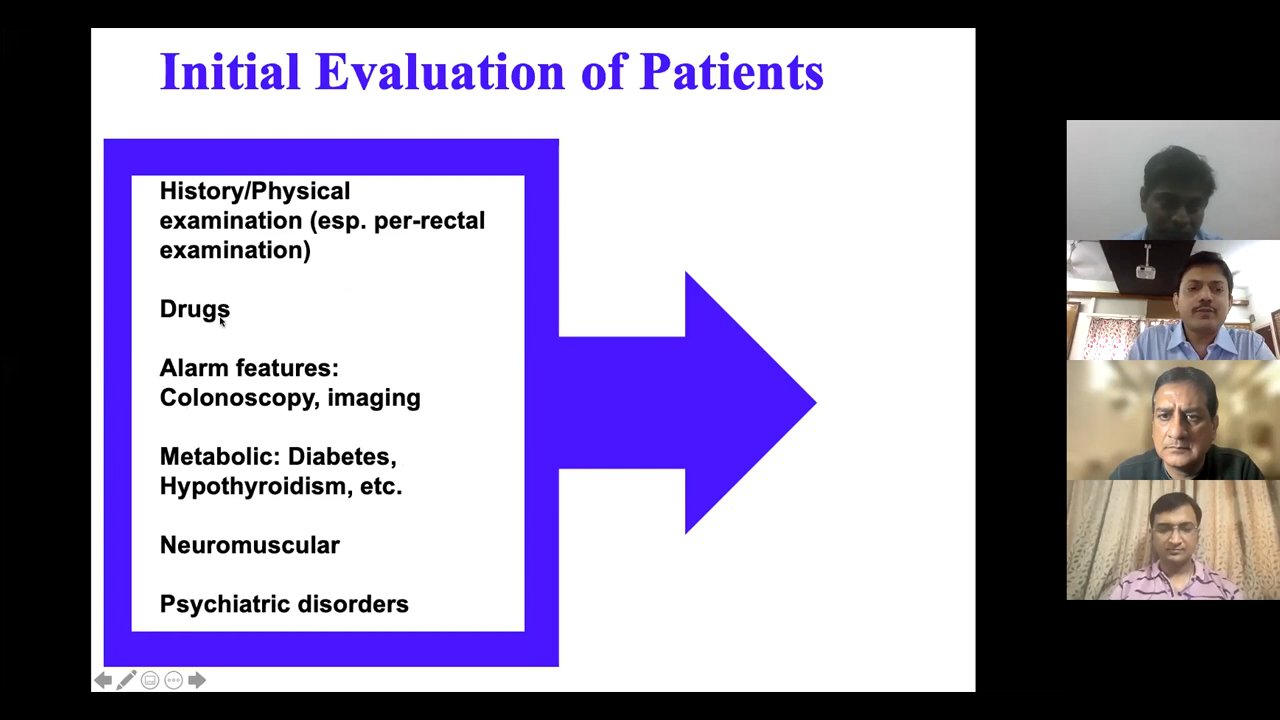 Initial Evaluation of Patients
History/Physical
examination (esp. per-rectal
examination)
Drugs
Alarm features:
Colonoscopy, imaging
Metabolic: Diabetes,
Hypothyroidism, etc.
Neuromuscular
Psychiatric disorders